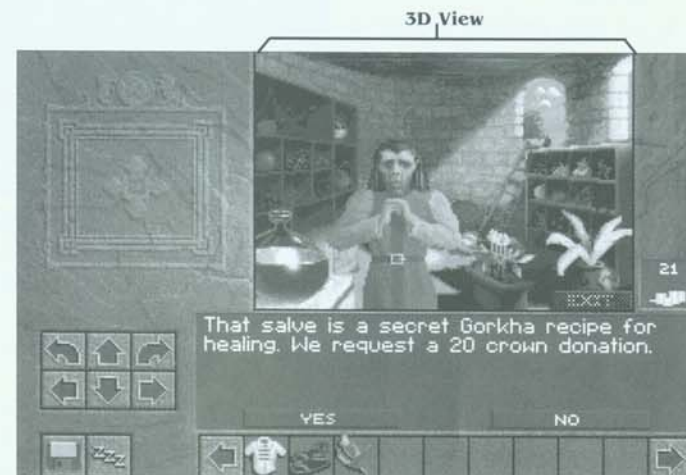 3D View
EXIT
21
That salve is a secret Gorkha recipe for
healing. We request a 20 crown donation.
YES NO
ZZZ